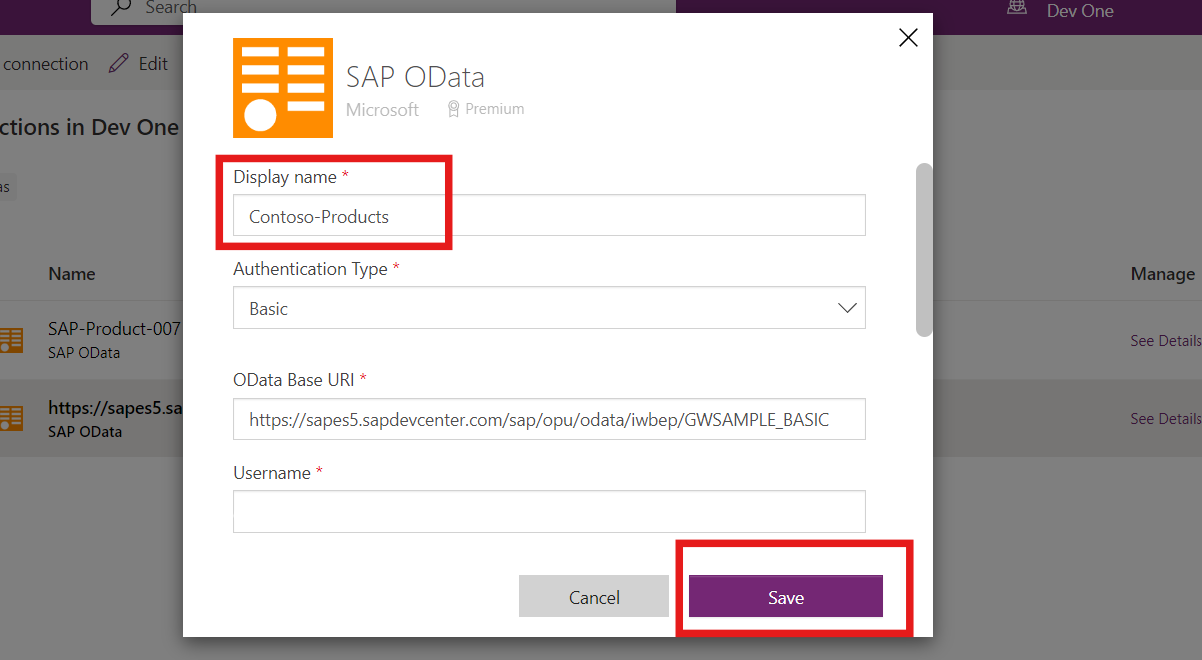 Search
Dev One
connection
Edit
ctions in Dev One
as
Name
Manage
SAP-Product-007
SAP OData
See Details
https://sapes5.sa
SAP OData
See Details
SAP OData
Microsoft
Premium
Display name *
Contoso-Products
Authentication Type *
Basic
OData Base URI *
https://sapes5.sapdevcenter.com/sap/opu/odata/iwbep/GWSAMPLE_BASIC
Username *
Cancel
Save